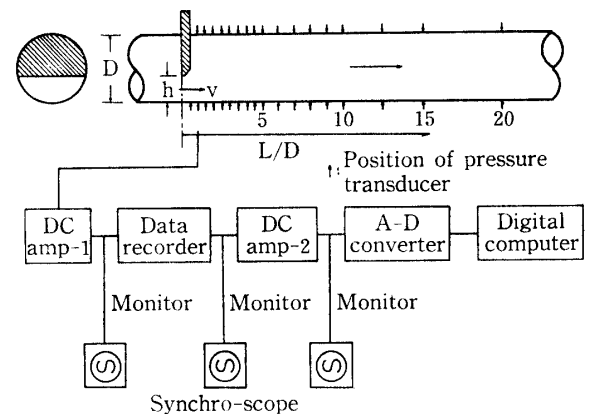 D
h
v
5
10
15
20
L/D
: Position of pressure
transducer
DC
amp-1
Data
recorder
DC
amp-2
A-D
converter
Digital
computer
Monitor
Monitor
Monitor
S
S
S
Synchro-scope